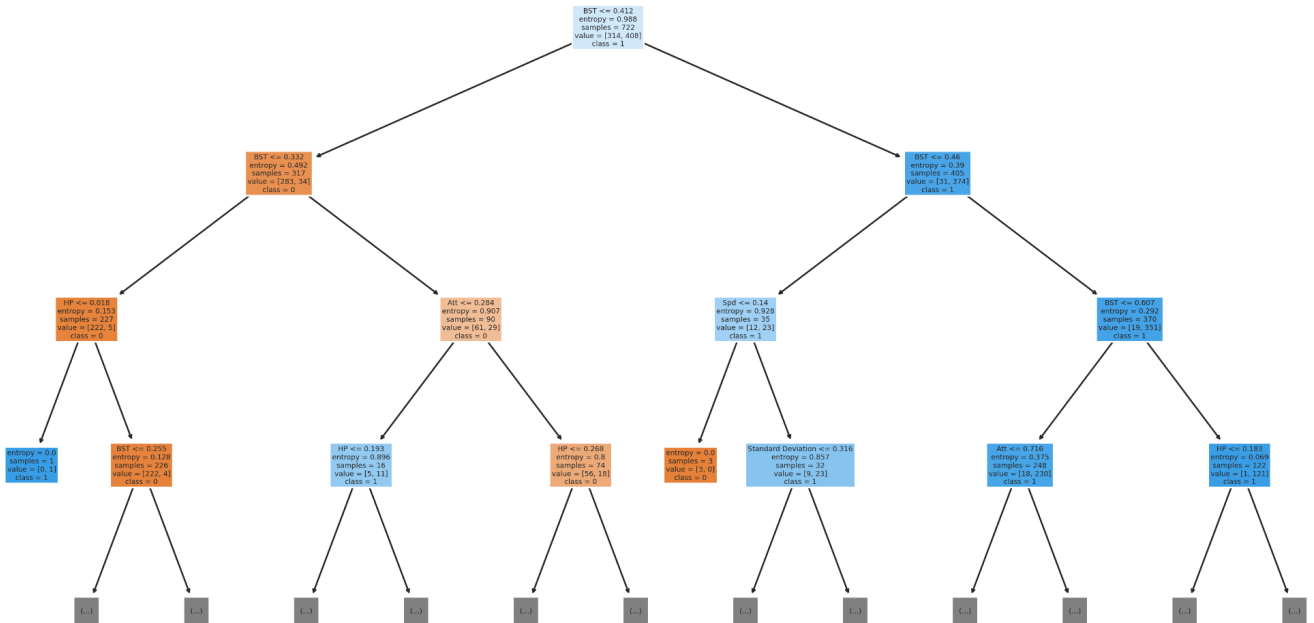 BST <= 0.412
entropy = 0.988
samples = 722
value = [314, 408]
class = 1
BST <= 0.332
entropy = 0.492
samples = 317
value = [283, 34]
class = 0
BST <= 0.46
entropy = 0.39
samples = 405
value = [31, 374]
class = 1
HP <= 0.018
entropy = 0.153
samples = 227
value = [222, 5]
class = 0
Att <= 0.284
entropy = 0.907
samples = 90
value = [61, 29]
class = 0
Spd <= 0.14
entropy = 0.928
samples = 35
value = [12, 23]
class = 1
BST <= 0.607
entropy = 0.292
samples = 370
value = [19, 351]
class = 1
entropy = 0.0
samples = 1
value = [0, 1]
class = 1
BST <= 0.255
entropy = 0.128
samples = 226
value = [222, 4]
class = 0
HP <= 0.193
entropy = 0.896
samples = 16
value = [5, 11]
class = 1
HP <= 0.268
entropy = 0.8
samples = 74
value = [56, 18]
class = 0
entropy = 0.0
samples = 3
value = [3, 0]
class = 0
Standard Deviation <= 0.316
entropy = 0.857
samples = 32
value = [9, 23]
class = 1
Att <= 0.716
entropy = 0.375
samples = 248
value = [18, 230]
class = 1
HP <= 0.183
entropy = 0.069
samples = 122
value = [1, 121]
class = 1
(...)
(...)
(...)
(...)
(...)
(...)
(...)
(...)
(...)
(...)
(...)
(...)